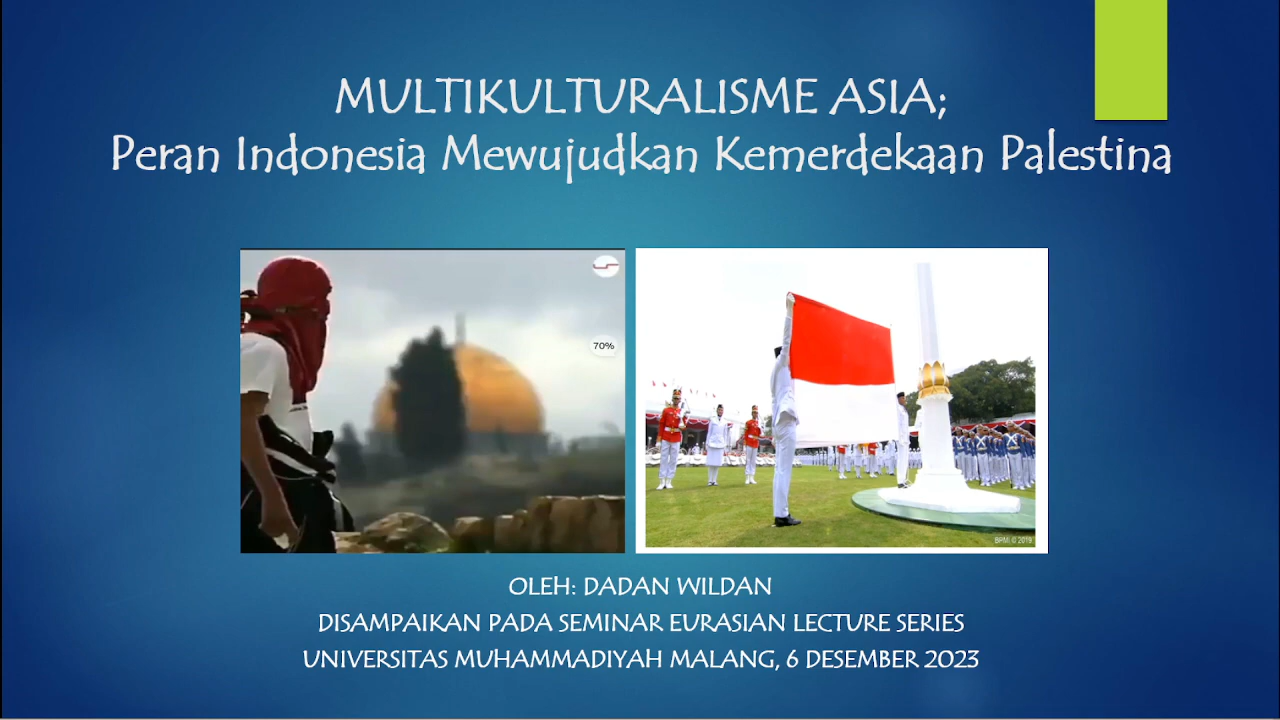 MULTIKULTURALISME ASIA;
Peran Indonesia Mewujudkan Kemerdekaan Palestina
70%
BPMI © 2019
OLEH: DADAN WILDAN
DISAMPAIKAN PADA SEMINAR EURASIAN LECTURE SERIES
UNIVERSITAS MUHAMMADIYAH MALANG, 6 DESEMBER 2023